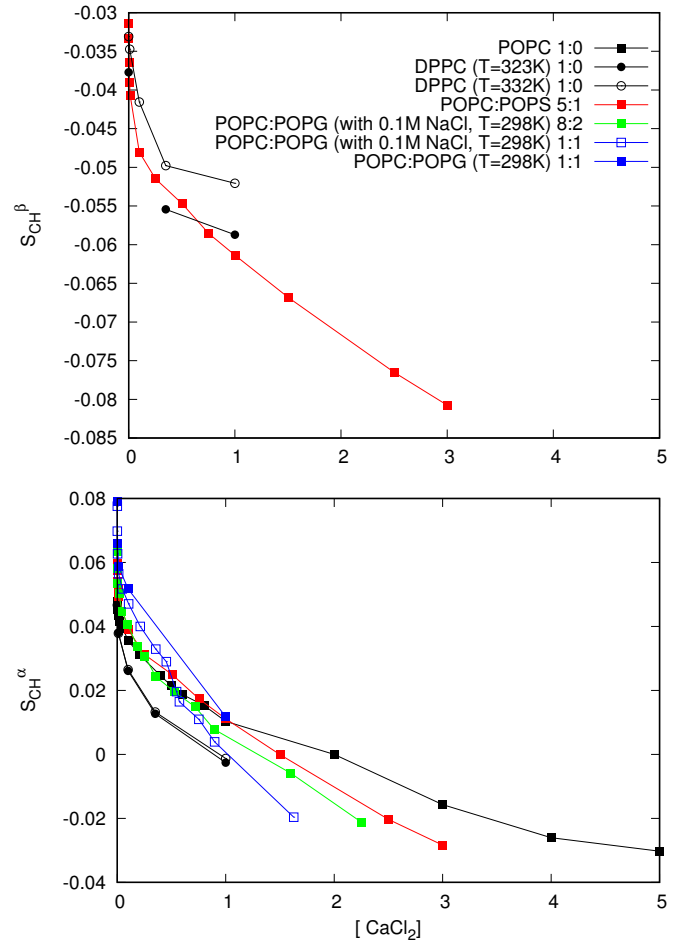 -0.03
-0.035
-0.04
-0.045
-0.05
-0.055
-0.06
-0.065
-0.07
-0.075
-0.08
-0.085
S_CH^β
POPC 1:0
DPPC (T=323K) 1:0
DPPC (T=332K) 1:0
POPC:POPS 5:1
POPC:POPG (with 0.1M NaCl, T=298K) 8:2
POPC:POPG (with 0.1M NaCl, T=298K) 1:1
POPC:POPG (T=298K) 1:1
0 1 2 3 4 5
0.08
0.06
0.04
0.02
0
-0.02
-0.04
S_CH^α
0 1 2 3 4 5
[ CaCl₂]